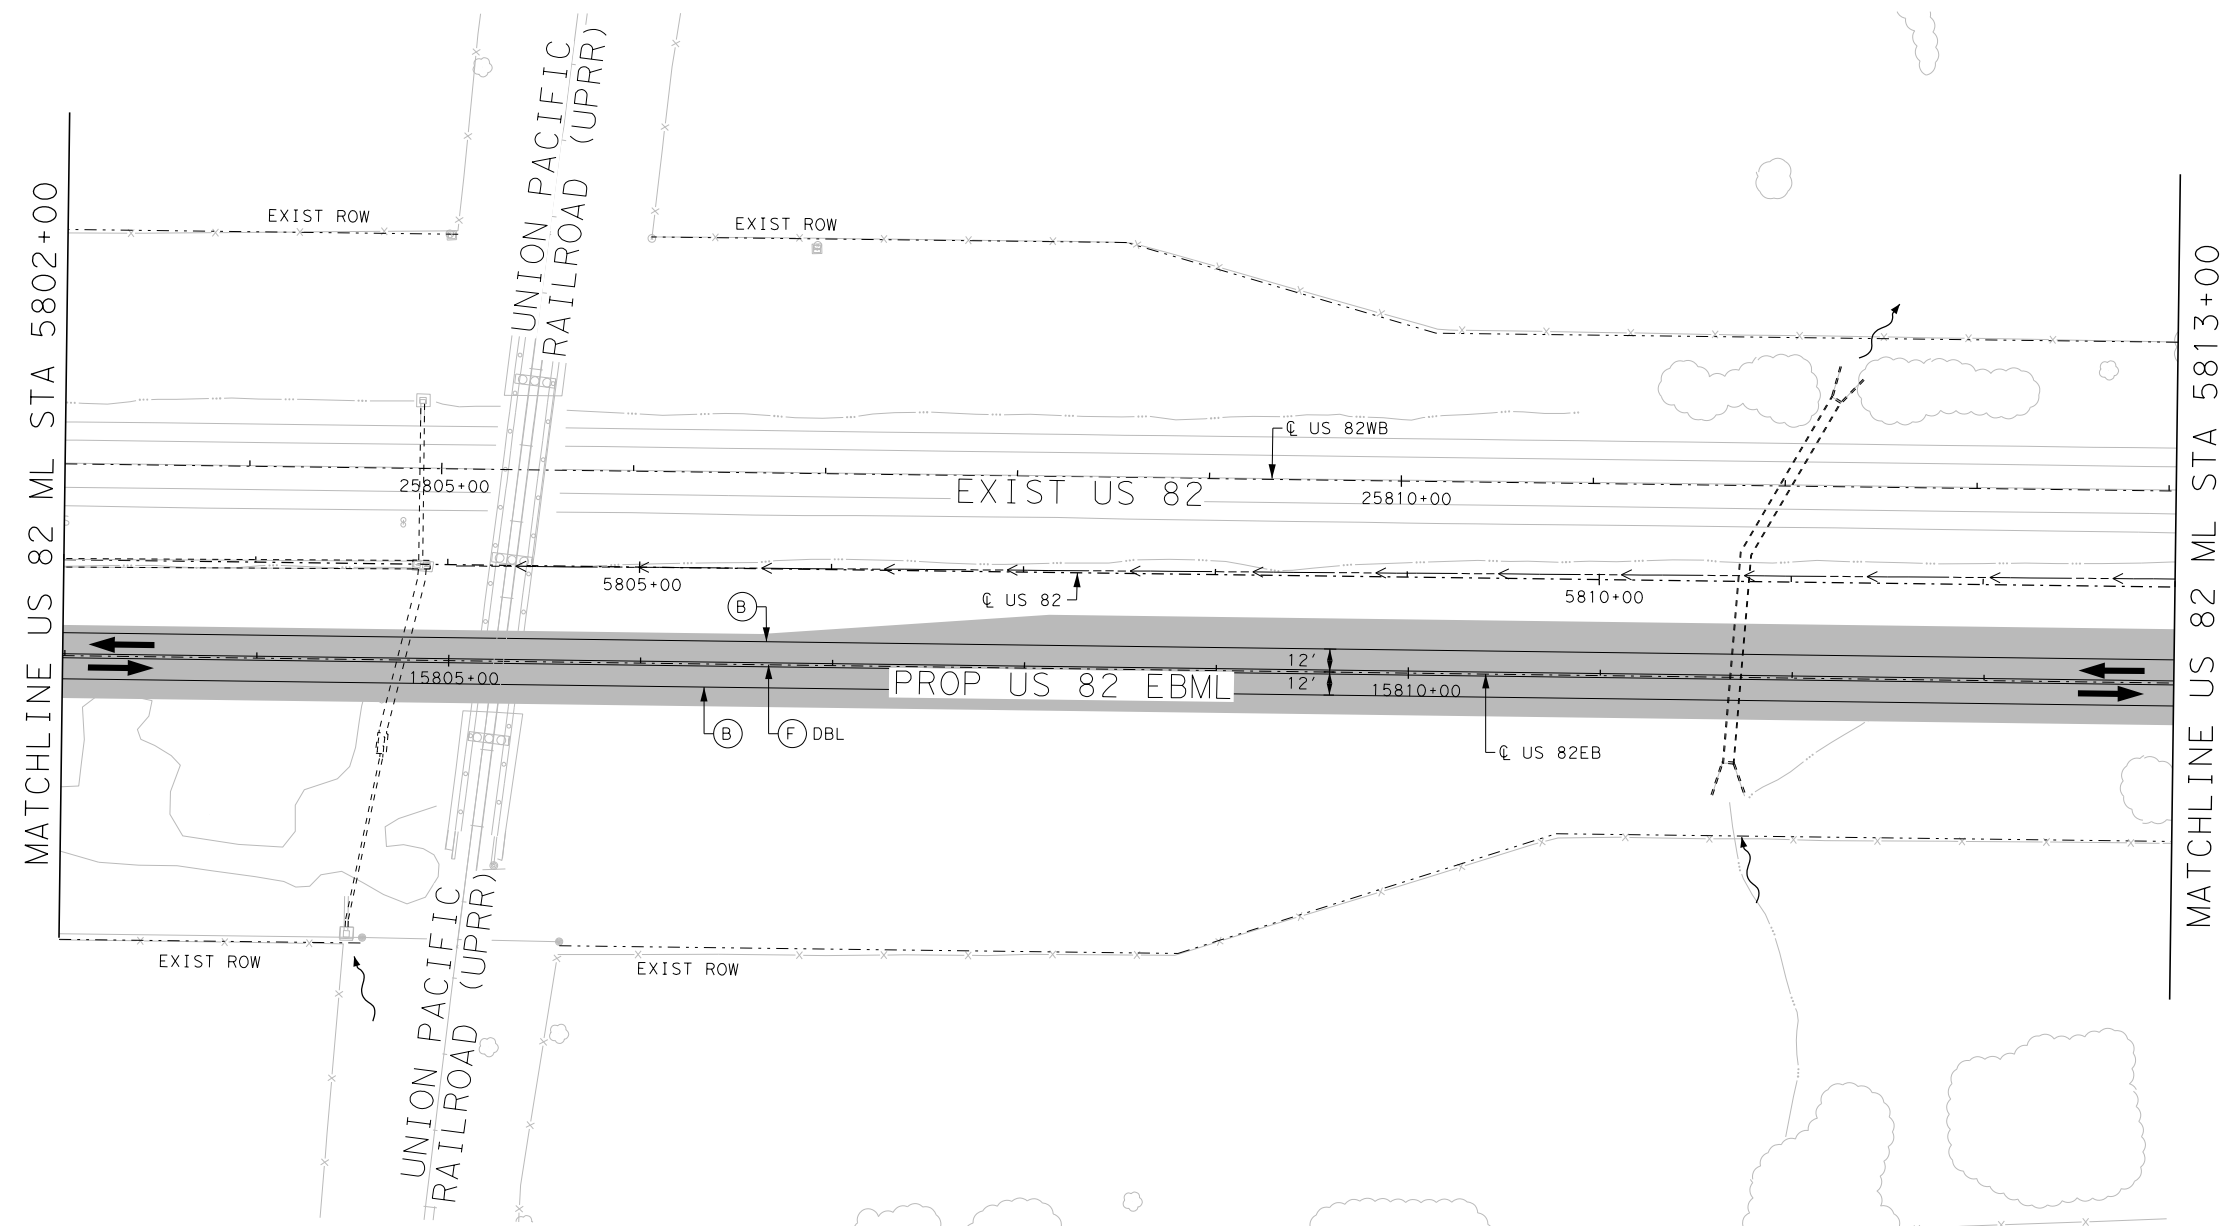 UNION PACIFIC
RAILROAD (UPRR)
MATCHLINE US 82 ML STA 5802+00
EXIST ROW
EXIST ROW
MATCHLINE US 82 ML STA 5813+00
℄ US 82WB
25805+00
EXIST US 82
25810+00
5805+00
℄ US 82
5810+00
B
12'
12'
15805+00
PROP US 82 EBML
15810+00
B
F DBL
℄ US 82EB
EXIST ROW
EXIST ROW
UNION PACIFIC
RAILROAD (UPRR)